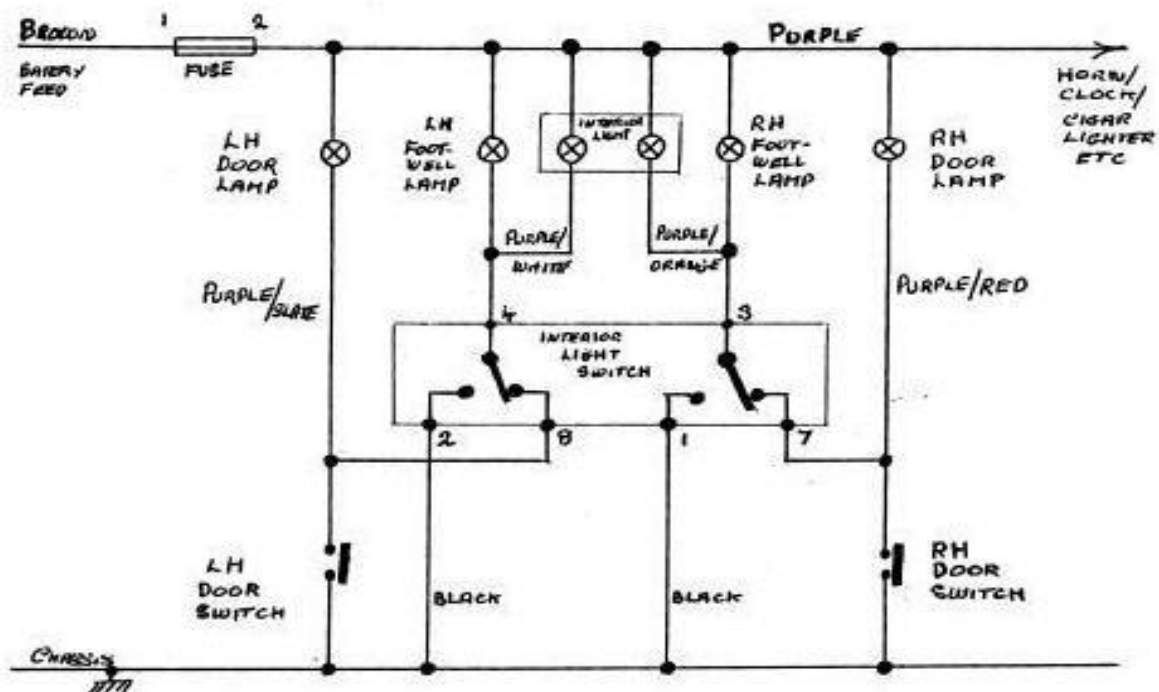 1 2
BROWN
PURPLE
BATERY
FEED
FUSE
HORN/
CLOCK/
CIGAR
LIGHTER
ETC
LH
DOOR
LAMP
LH
FOOT-
WELL
LAMP
INTERIOR
LIGHT
RH
FOOT-
WELL
LAMP
RH
DOOR
LAMP
PURPLE/
WHITE
PURPLE/
ORANGE
PURPLE/
SLATE
PURPLE/RED
4 3
INTERIOR
LIGHT
SWITCH
2 8 1 7
LH
DOOR
SWITCH
BLACK
BLACK
RH
DOOR
SWITCH
CHASSIS